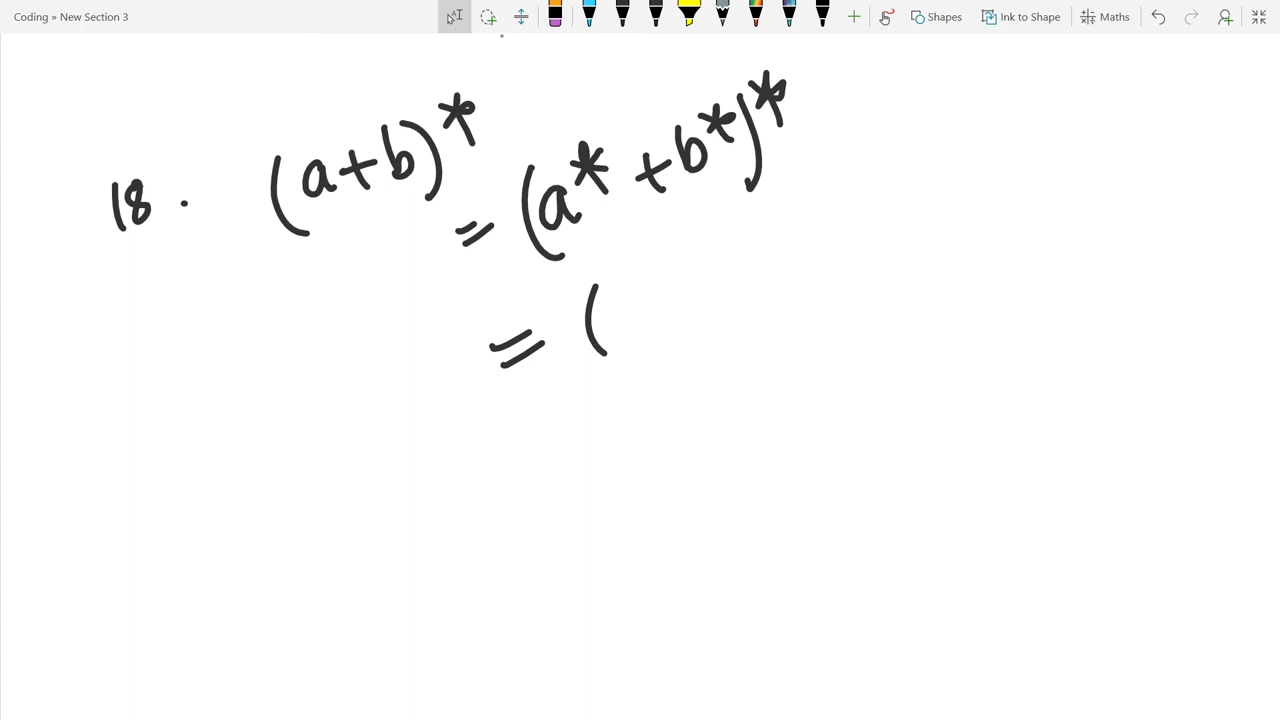 Coding » New Section 3
Shapes
Ink to Shape
Maths
18. (a+b)* = (a* + b*)*
= (